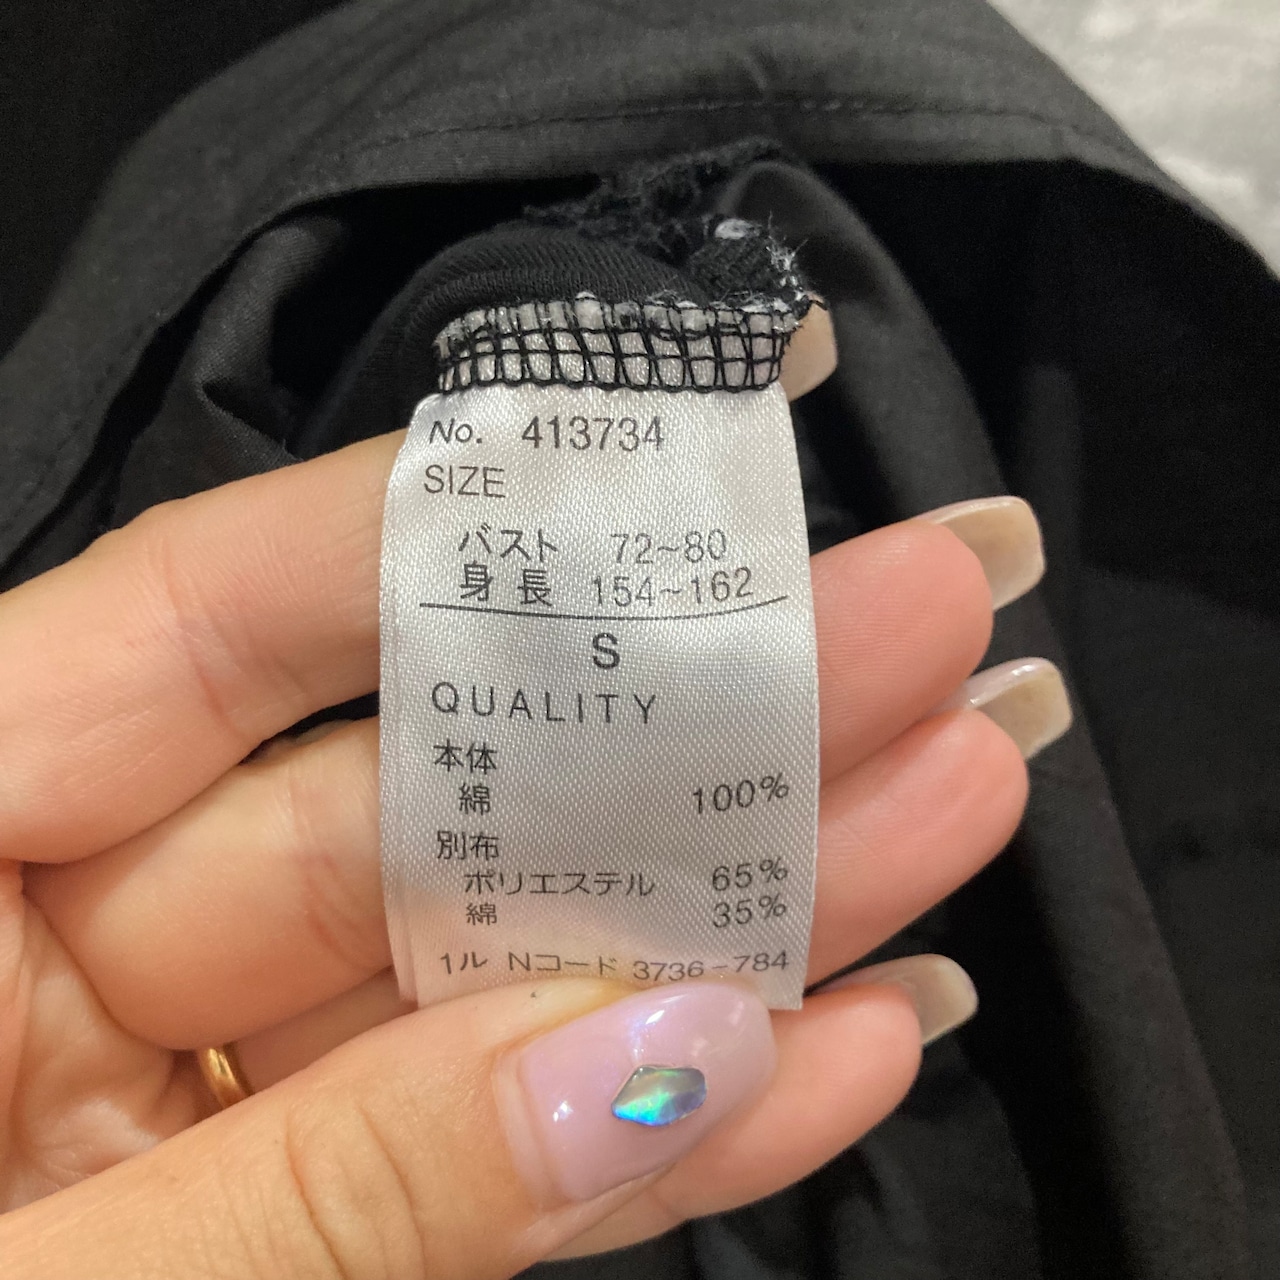 No. 413734
SIZE
バスト 72~80
身長 154~162
S
QUALITY
本体
綿 100%
別布
ポリエステル 65%
綿 35%
1ル Nコード 3736-784